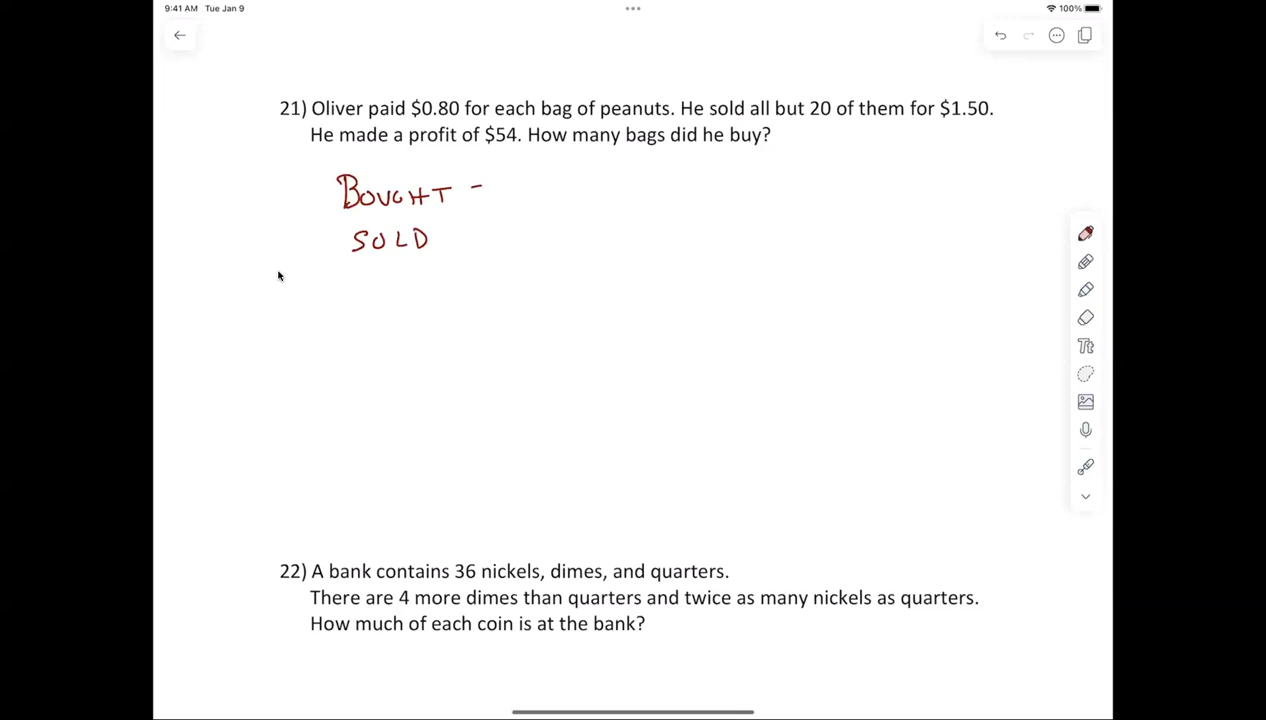 9:41 AM Tue Jan 9
100%
21) Oliver paid $0.80 for each bag of peanuts. He sold all but 20 of them for $1.50.
He made a profit of $54. How many bags did he buy?
BOUGHT -
SOLD
Tt
22) A bank contains 36 nickels, dimes, and quarters.
There are 4 more dimes than quarters and twice as many nickels as quarters.
How much of each coin is at the bank?